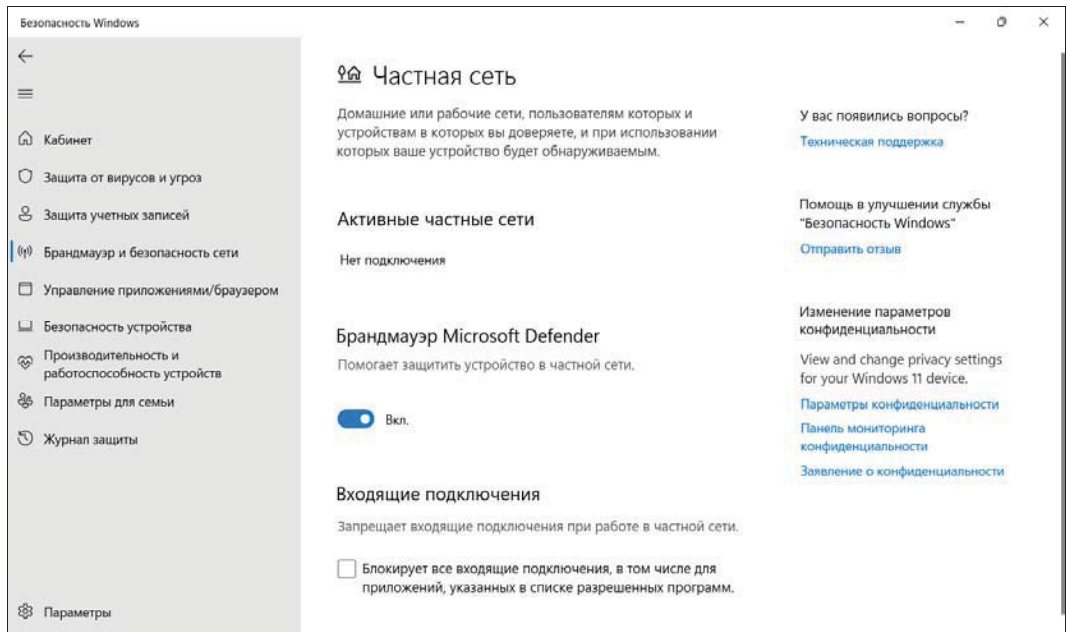 Безопасность Windows
Кабинет
Защита от вирусов и угроз
Защита учетных записей
Брандмауэр и безопасность сети
Управление приложениями/браузером
Безопасность устройства
Производительность и
работоспособность устройств
Параметры для семьи
Журнал защиты
Параметры
Частная сеть
Домашние или рабочие сети, пользователям которых и
устройствам в которых вы доверяете, и при использовании
которых ваше устройство будет обнаруживаемым.
Активные частные сети
Нет подключения
Брандмауэр Microsoft Defender
Помогает защитить устройство в частной сети.
Вкл.
Входящие подключения
Запрещает входящие подключения при работе в частной сети.
Блокирует все входящие подключения, в том числе для
приложений, указанных в списке разрешенных программ.
У вас появились вопросы?
Техническая поддержка
Помощь в улучшении службы
"Безопасность Windows"
Отправить отзыв
Изменение параметров
конфиденциальности
View and change privacy settings
for your Windows 11 device.
Параметры конфиденциальности
Панель мониторинга
конфиденциальности
Заявление о конфиденциальности